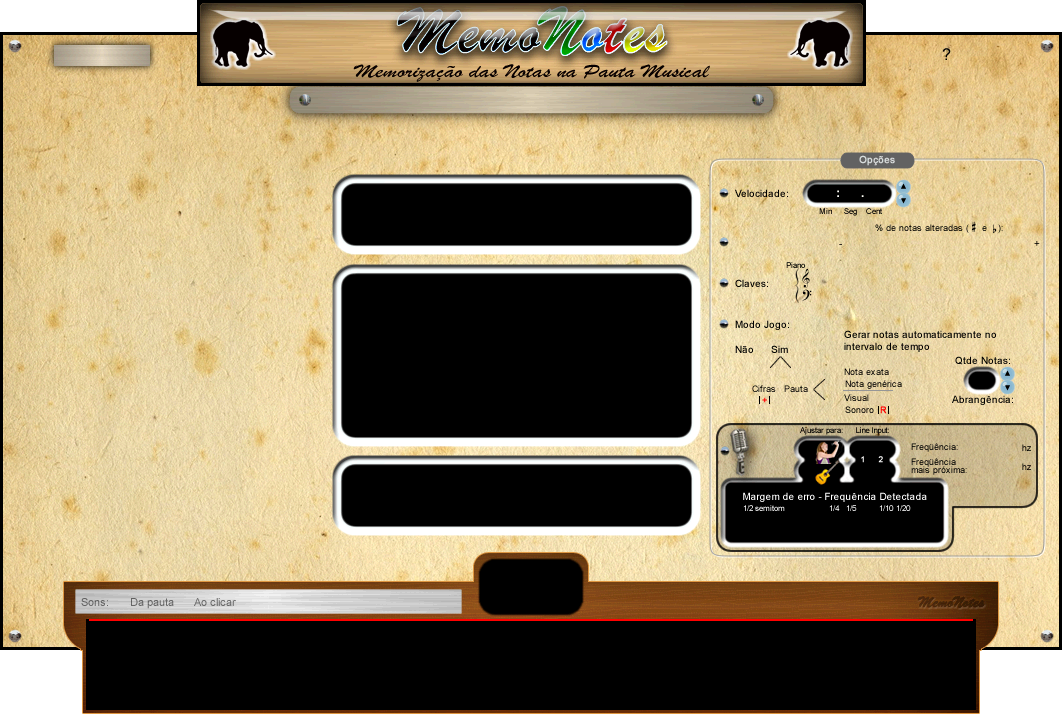 MemoNotes
Memorização das Notas na Pauta Musical
?
Opções
Velocidade:
: .
Min Seg Cent
% de notas alteradas (♯ e ♭):
- +
Piano
Claves:
Modo Jogo:
Não Sim
Gerar notas automaticamente no
intervalo de tempo
Qtde Notas:
Nota exata
Nota genérica
Cifras Pauta
|+|
Visual
Sonoro |R|
Abrangência:
Ajustar para: Line Input:
1 2
Freqüência: hz
Freqüência
mais próxima: hz
Margem de erro - Frequência Detectada
1/2 semitom 1/4 1/5 1/10 1/20
Sons: Da pauta Ao clicar
MemoNotes